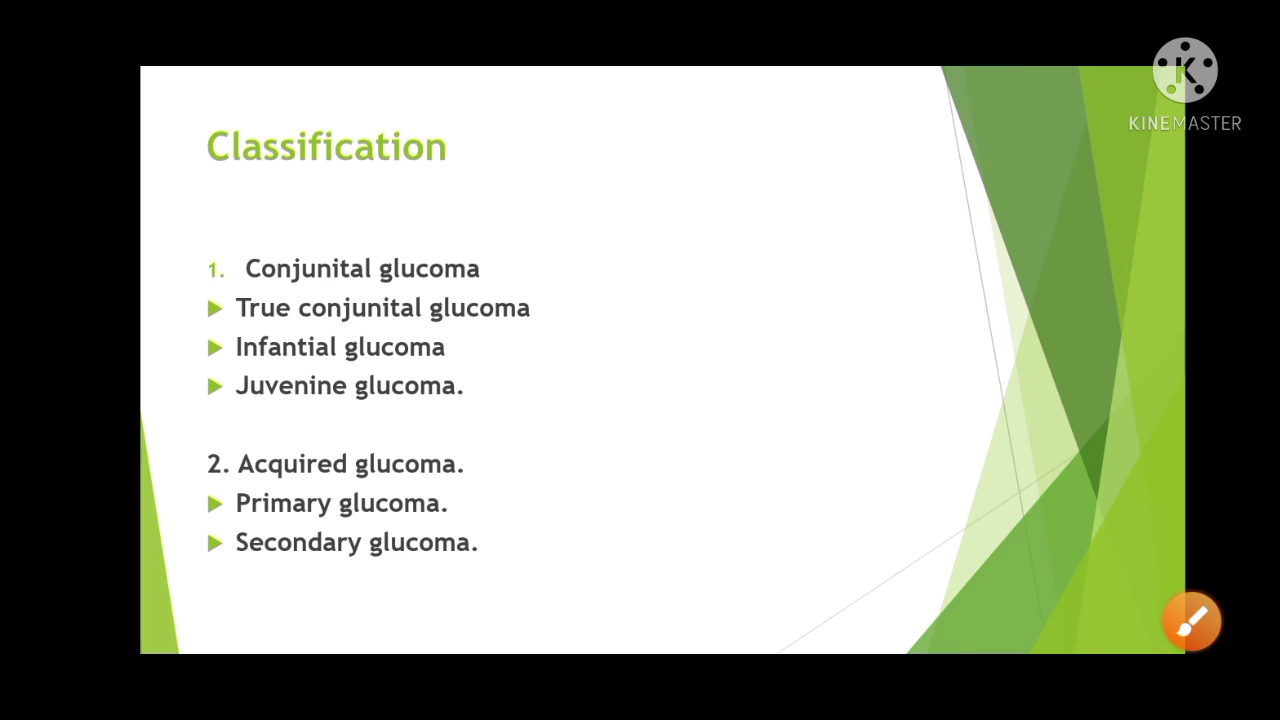 KINEMASTER
Classification
1. Conjunital glucoma
True conjunital glucoma
Infantial glucoma
Juvenine glucoma.
2. Acquired glucoma.
Primary glucoma.
Secondary glucoma.